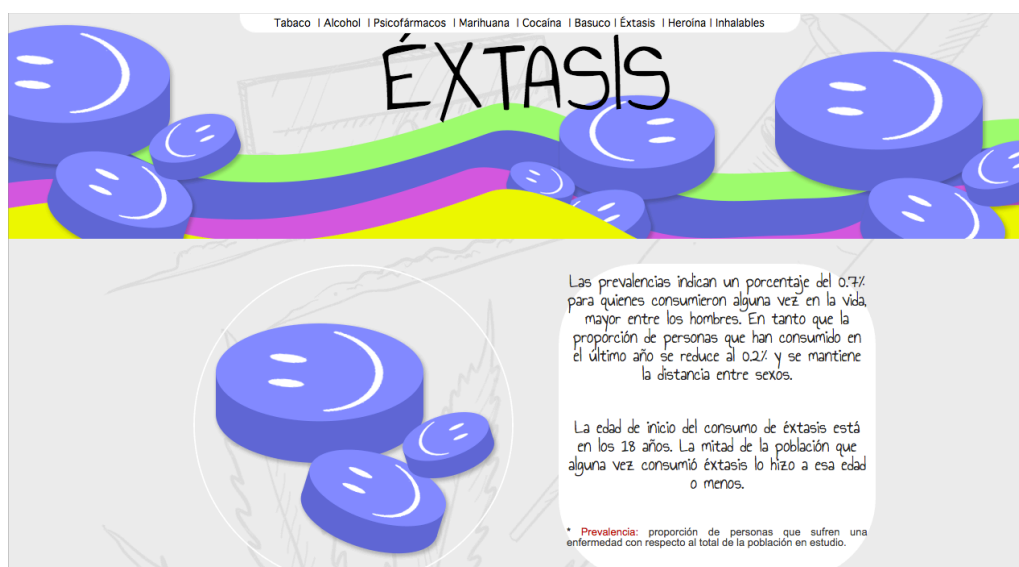 Tabaco I Alcohol I Psicofármacos I Marihuana I Cocaína I Basuco I Éxtasis I Heroína I Inhalables
ÉXTASIS
Las prevalencias indican un porcentaje del 0.7%
para quienes consumieron alguna vez en la vida,
mayor entre los hombres. En tanto que la
proporción de personas que han consumido en
el último año se reduce al 0.2% y se mantiene
la distancia entre sexos.
La edad de inicio del consumo de éxtasis está
en los 18 años. La mitad de la población que
alguna vez consumió éxtasis lo hizo a esa edad
o menos.
* Prevalencia: proporción de personas que sufren una
enfermedad con respecto al total de la población en estudio.